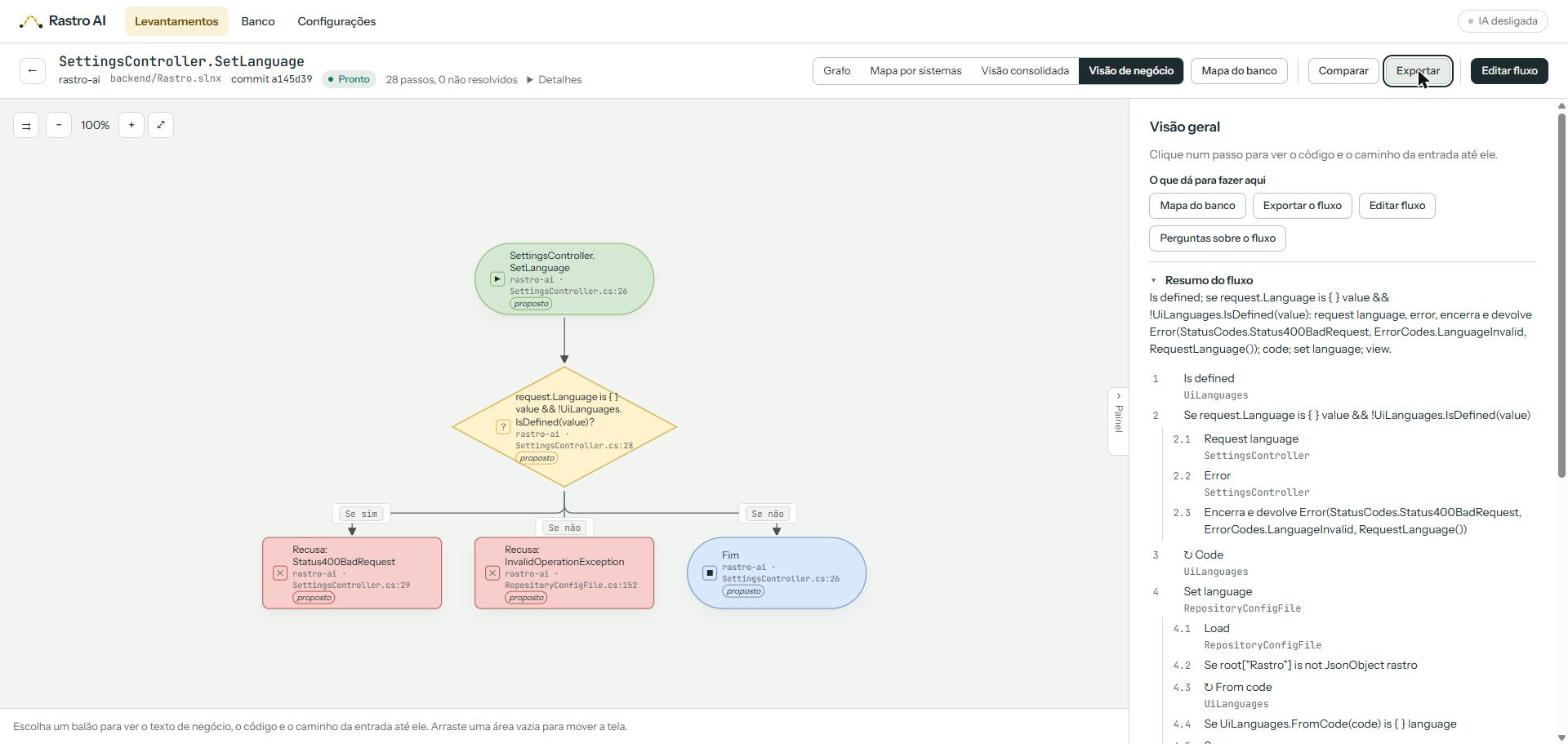 Rastro AI
Levantamentos
Banco
Configurações
IA desligada
←
SettingsController.SetLanguage
rastro-ai backend/Rastro.slnx commit a145d39 Pronto 28 passos, 0 não resolvidos ▶ Detalhes
Grafo
Mapa por sistemas
Visão consolidada
Visão de negócio
Mapa do banco
Comparar
Exportar
Editar fluxo
− 100% +
SettingsController.
SetLanguage
rastro-ai ·
SettingsController.cs:26
proposto
request.Language is { }
value && !UiLanguages.
IsDefined(value)?
?
rastro-ai ·
SettingsController.cs:28
proposto
Se sim
Se não
Se não
Recusa:
Status400BadRequest
rastro-ai ·
SettingsController.cs:29
proposto
Recusa:
InvalidOperationException
rastro-ai ·
RepositoryConfigFile.cs:152
proposto
Fim
rastro-ai ·
SettingsController.cs:26
proposto
Escolha um balão para ver o texto de negócio, o código e o caminho da entrada até ele. Arraste uma área vazia para mover a tela.
Painel
Visão geral
Clique num passo para ver o código e o caminho da entrada até ele.
O que dá para fazer aqui
Mapa do banco
Exportar o fluxo
Editar fluxo
Perguntas sobre o fluxo
▾ Resumo do fluxo
Is defined; se request.Language is { } value &&
!UiLanguages.IsDefined(value): request language, error, encerra e devolve
Error(StatusCodes.Status400BadRequest, ErrorCodes.LanguageInvalid,
RequestLanguage()); code; set language; view.
1 Is defined
UiLanguages
2 Se request.Language is { } value && !UiLanguages.IsDefined(value)
2.1 Request language
SettingsController
2.2 Error
SettingsController
2.3 Encerra e devolve Error(StatusCodes.Status400BadRequest,
ErrorCodes.LanguageInvalid, RequestLanguage())
3 ↻ Code
UiLanguages
4 Set language
RepositoryConfigFile
4.1 Load
RepositoryConfigFile
4.2 Se root["Rastro"] is not JsonObject rastro
4.3 ↻ From code
UiLanguages
4.4 Se UiLanguages.FromCode(code) is { } language